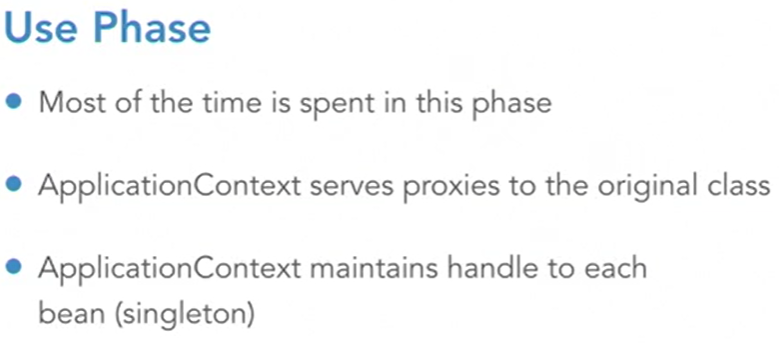 Use Phase
• Most of the time is spent in this phase
• ApplicationContext serves proxies to the original class
• ApplicationContext maintains handle to each
bean (singleton)